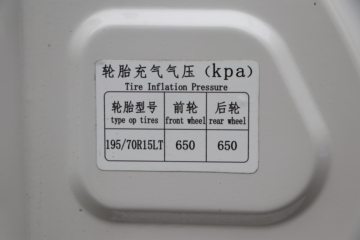 轮胎充气气压（kpa）
Tire Inflation Pressure
轮胎型号 前轮 后轮
type op tires front wheel rear wheel
195/70R15LT 650 650